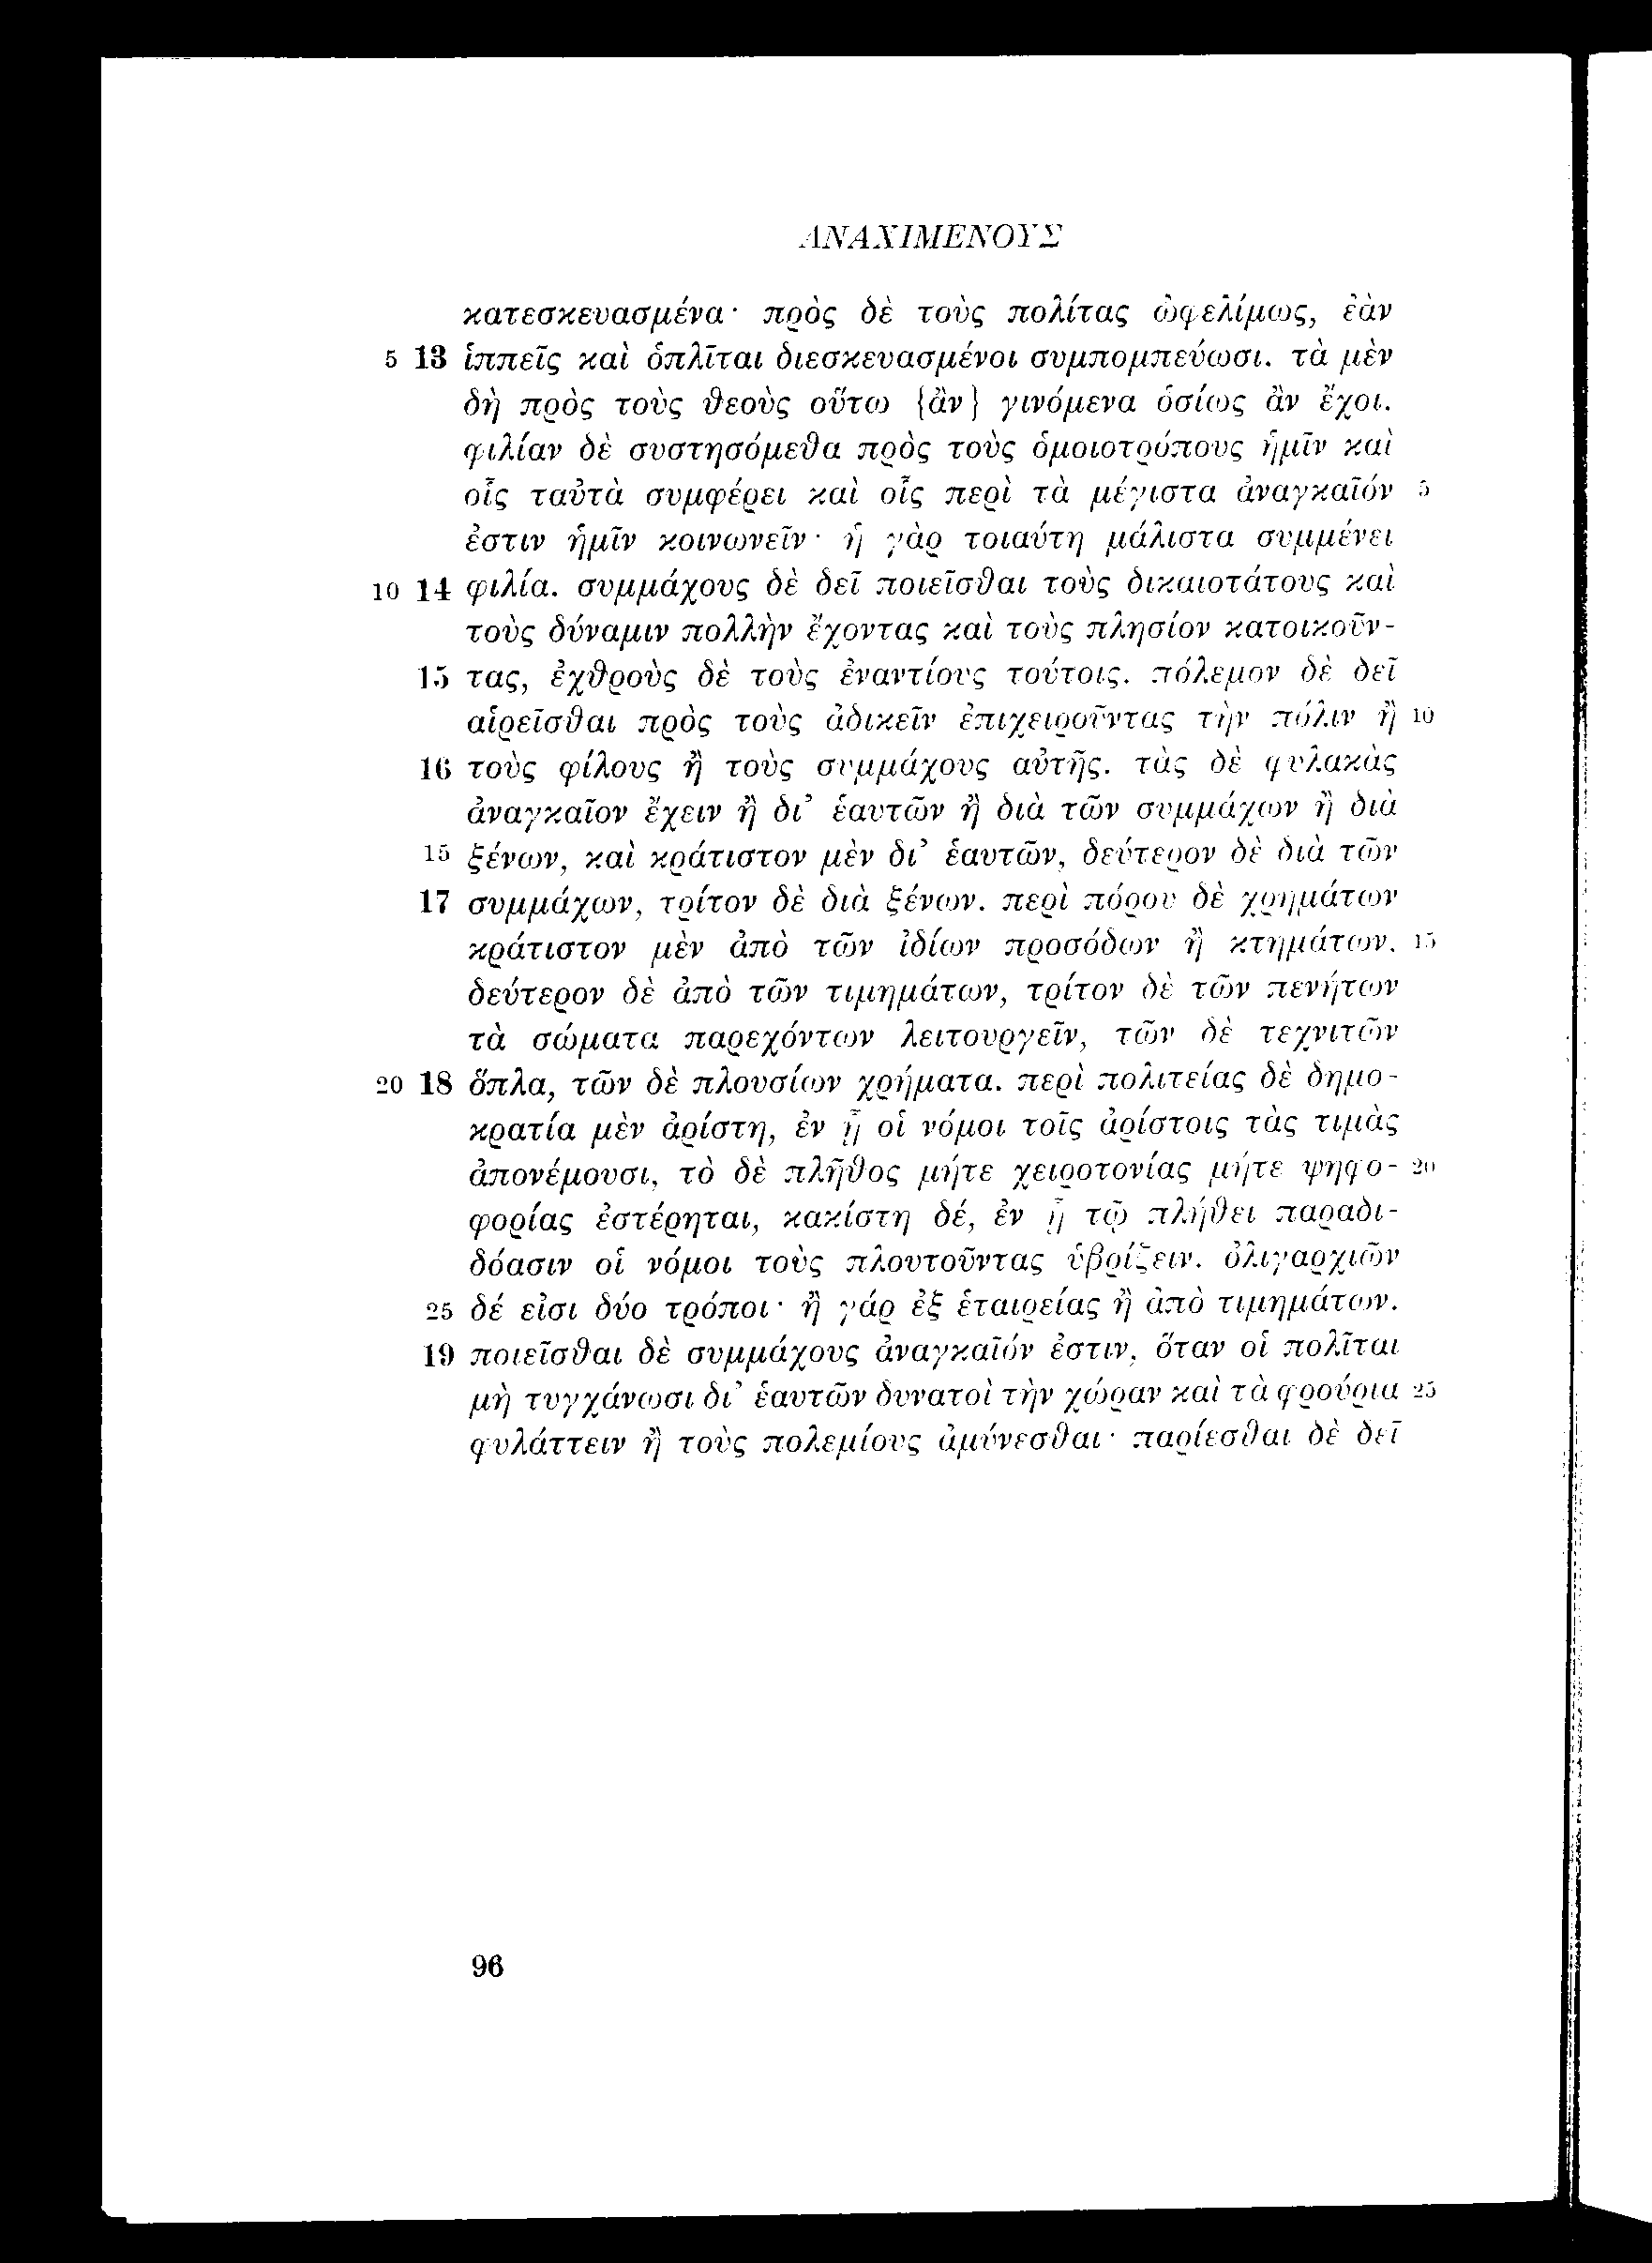 ΑΝΑΧΙΜΕΝΟΥΣ
κατεσκευασμένα· πρὸς δὲ τοὺς πολίτας ὠφελίμως, ἐὰν
5 13 ἱππεῖς καὶ ὁπλῖται διεσκευασμένοι συμπομπεύωσι. τὰ μὲν
δὴ πρὸς τοὺς θεοὺς οὕτω {ἂν} γινόμενα ὁσίως ἂν ἔχοι.
φιλίαν δὲ συστησόμεθα πρὸς τοὺς ὁμοιοτρόπους ἡμῖν καὶ
οἷς ταὐτὰ συμφέρει καὶ οἷς περὶ τὰ μέγιστα ἀναγκαῖόν 5
ἐστιν ἡμῖν κοινωνεῖν· ἡ γὰρ τοιαύτη μάλιστα συμμένει
10 14 φιλία. συμμάχους δὲ δεῖ ποιεῖσθαι τοὺς δικαιοτάτους καὶ
τοὺς δύναμιν πολλὴν ἔχοντας καὶ τοὺς πλησίον κατοικοῦν-
15 τας, ἐχθροὺς δὲ τοὺς ἐναντίους τούτοις. πόλεμον δὲ δεῖ
αἱρεῖσθαι πρὸς τοὺς ἀδικεῖν ἐπιχειροῦντας τὴν πόλιν ἢ 10
16 τοὺς φίλους ἢ τοὺς συμμάχους αὐτῆς. τὰς δὲ φυλακὰς
ἀναγκαῖον ἔχειν ἢ δι’ ἑαυτῶν ἢ διὰ τῶν συμμάχων ἢ διὰ
15 ξένων, καὶ κράτιστον μὲν δι’ ἑαυτῶν, δεύτερον δὲ διὰ τῶν
17 συμμάχων, τρίτον δὲ διὰ ξένων. περὶ πόρου δὲ χρημάτων
κράτιστον μὲν ἀπὸ τῶν ἰδίων προσόδων ἢ κτημάτων, 15
δεύτερον δὲ ἀπὸ τῶν τιμημάτων, τρίτον δὲ τῶν πενήτων
τὰ σώματα παρεχόντων λειτουργεῖν, τῶν δὲ τεχνιτῶν
20 18 ὅπλα, τῶν δὲ πλουσίων χρήματα. περὶ πολιτείας δὲ δημο-
κρατία μὲν ἀρίστη, ἐν ᾗ οἱ νόμοι τοῖς ἀρίστοις τὰς τιμὰς
ἀπονέμουσι, τὸ δὲ πλῆθος μήτε χειροτονίας μήτε ψηφο- 20
φορίας ἐστέρηται, κακίστη δέ, ἐν ᾗ τῷ πλήθει παραδι-
δόασιν οἱ νόμοι τοὺς πλουτοῦντας ὑβρίζειν. ὀλιγαρχιῶν
25 δέ εἰσι δύο τρόποι· ἢ γάρ ἐξ ἑταιρείας ἢ ἀπὸ τιμημάτων.
19 ποιεῖσθαι δὲ συμμάχους ἀναγκαῖόν ἐστιν, ὅταν οἱ πολῖται
μὴ τυγχάνωσι δι’ ἑαυτῶν δυνατοὶ τὴν χώραν καὶ τὰ φρούρια 25
φυλάττειν ἢ τοὺς πολεμίους ἀμύνεσθαι· παρίεσθαι δὲ δεῖ
96